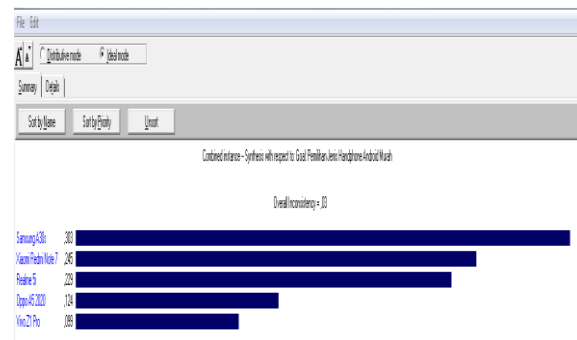 File Edit
A A Distributive mode Ideal mode
Summary Details
Sort by Name Sort by Priority Unsort
Combined instance -- Synthesis with respect to: Goal: Pemilihan Jenis Handphone Android Murah
Overall Inconsistency = ,03
Samsung A30s ,303
Xiaomi Redmi Note 7 ,245
Realme 5i ,229
Oppo A5 2020 ,124
Vivo Z1 Pro ,099